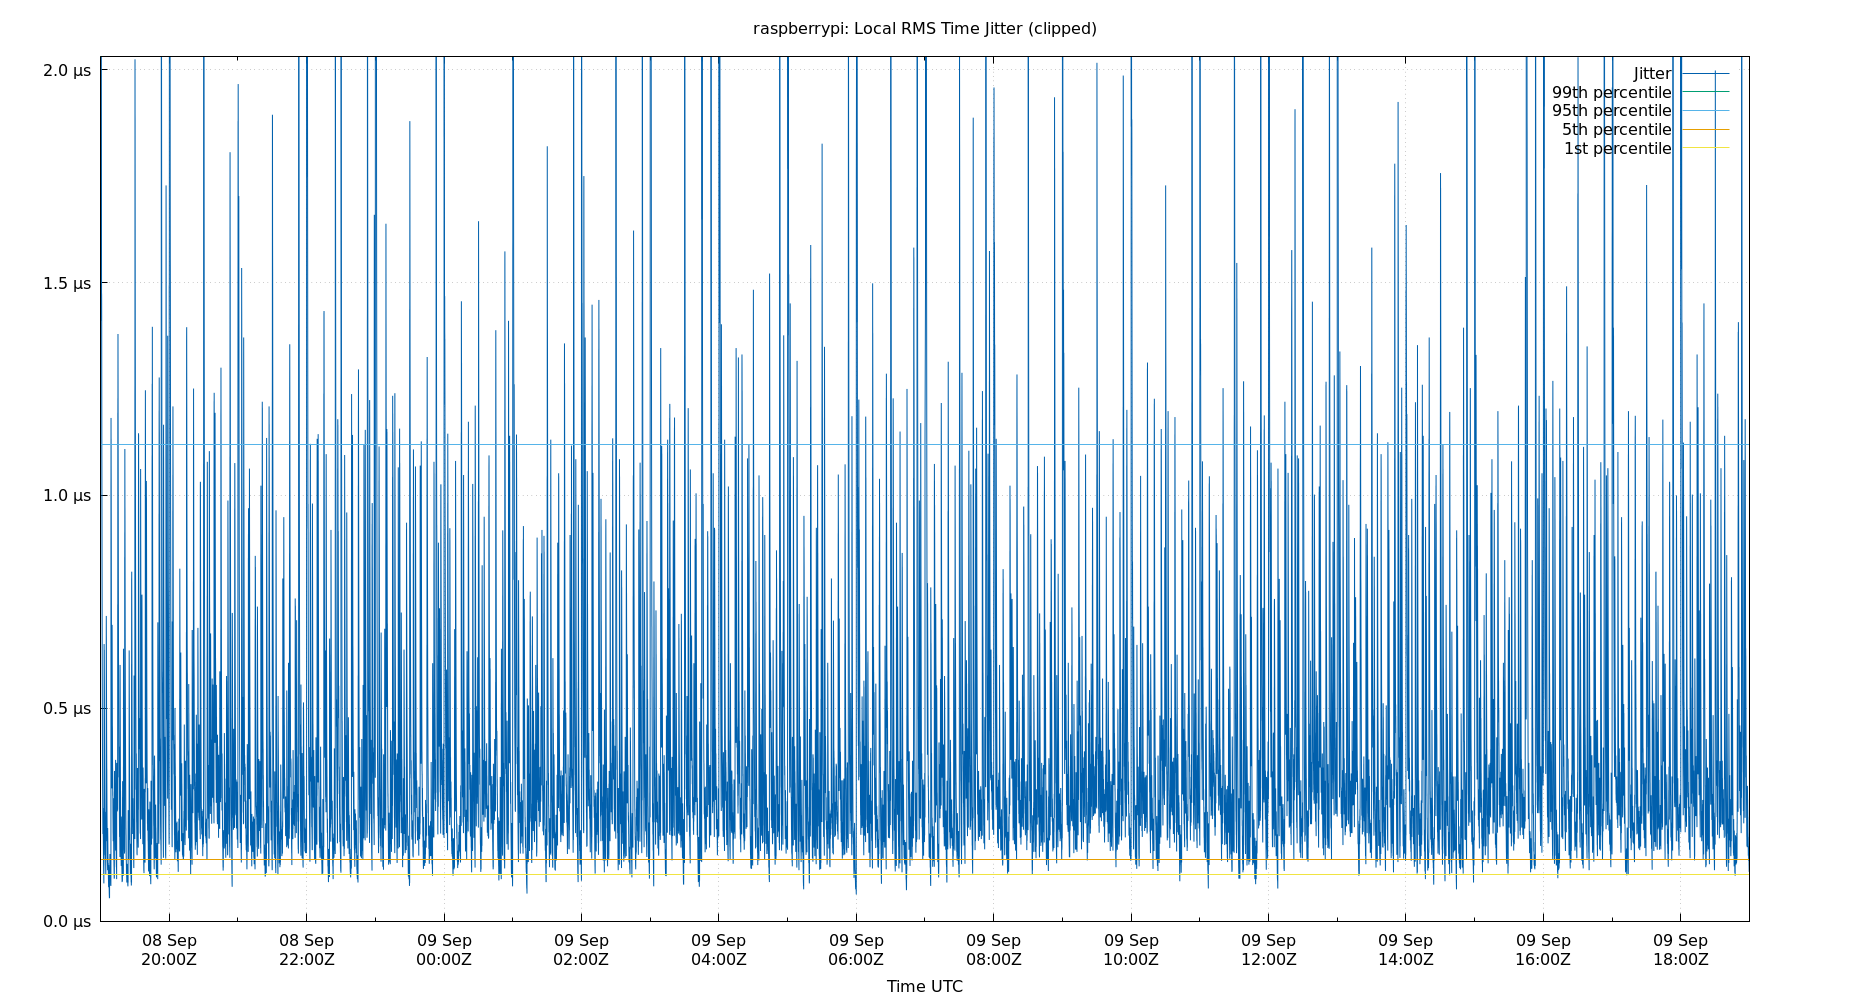 raspberrypi: Local RMS Time Jitter (clipped)
2.0 µs
1.5 µs
1.0 µs
0.5 µs
0.0 µs
Jitter
99th percentile
95th percentile
5th percentile
1st percentile
08 Sep 08 Sep 09 Sep 09 Sep 09 Sep 09 Sep 09 Sep 09 Sep 09 Sep 09 Sep 09 Sep 09 Sep
20:00Z 22:00Z 00:00Z 02:00Z 04:00Z 06:00Z 08:00Z 10:00Z 12:00Z 14:00Z 16:00Z 18:00Z
Time UTC